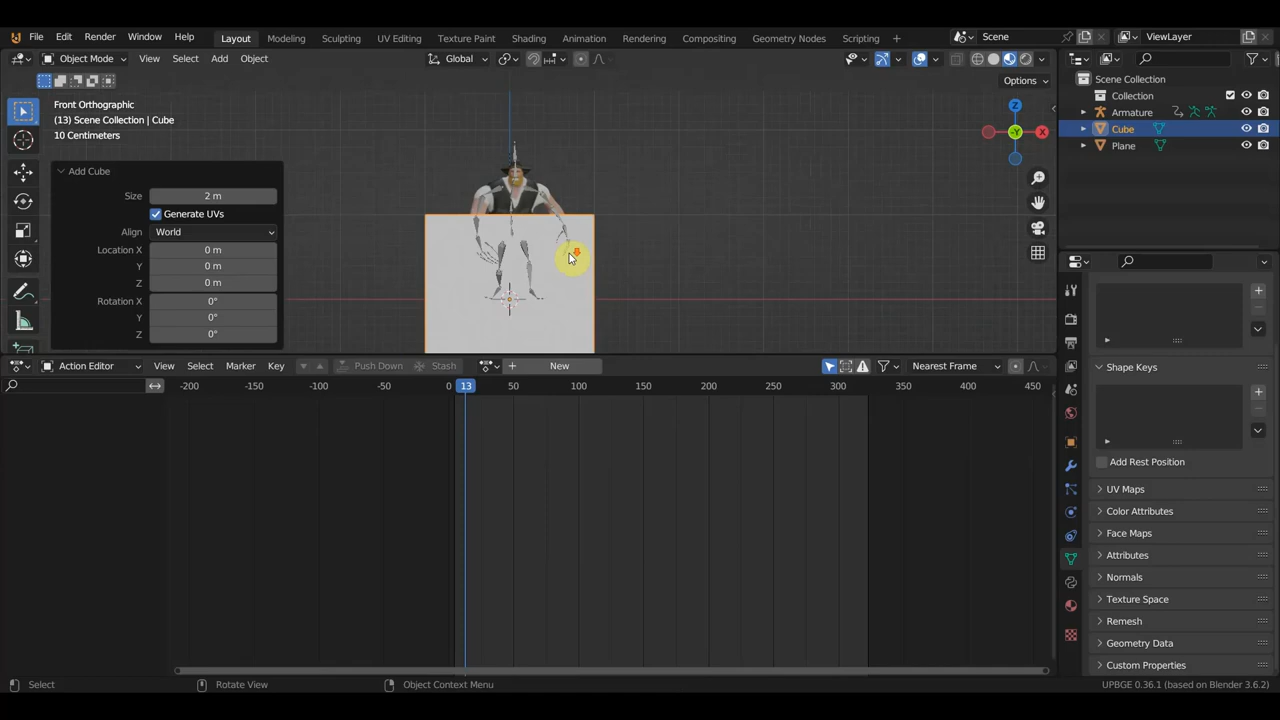 File Edit Render Window Help Layout Modeling Sculpting UV Editing Texture Paint Shading Animation Rendering Compositing Geometry Nodes Scripting + Scene ViewLayer
Object Mode View Select Add Object Global
Options
Front Orthographic
(13) Scene Collection | Cube
10 Centimeters
Z
-Y
X
Scene Collection
Collection
Armature
Cube
Plane
Add Cube
Size 2 m
Generate UVs
Align World
Location X 0 m
Y 0 m
Z 0 m
Rotation X 0°
Y 0°
Z 0°
Action Editor View Select Marker Key Push Down Stash New Nearest Frame
-200 -150 -100 -50 0 13 50 100 150 200 250 300 350 400 450
Shape Keys
Add Rest Position
UV Maps
Color Attributes
Face Maps
Attributes
Normals
Texture Space
Remesh
Geometry Data
Custom Properties
Select Rotate View Object Context Menu UPBGE 0.36.1 (based on Blender 3.6.2)